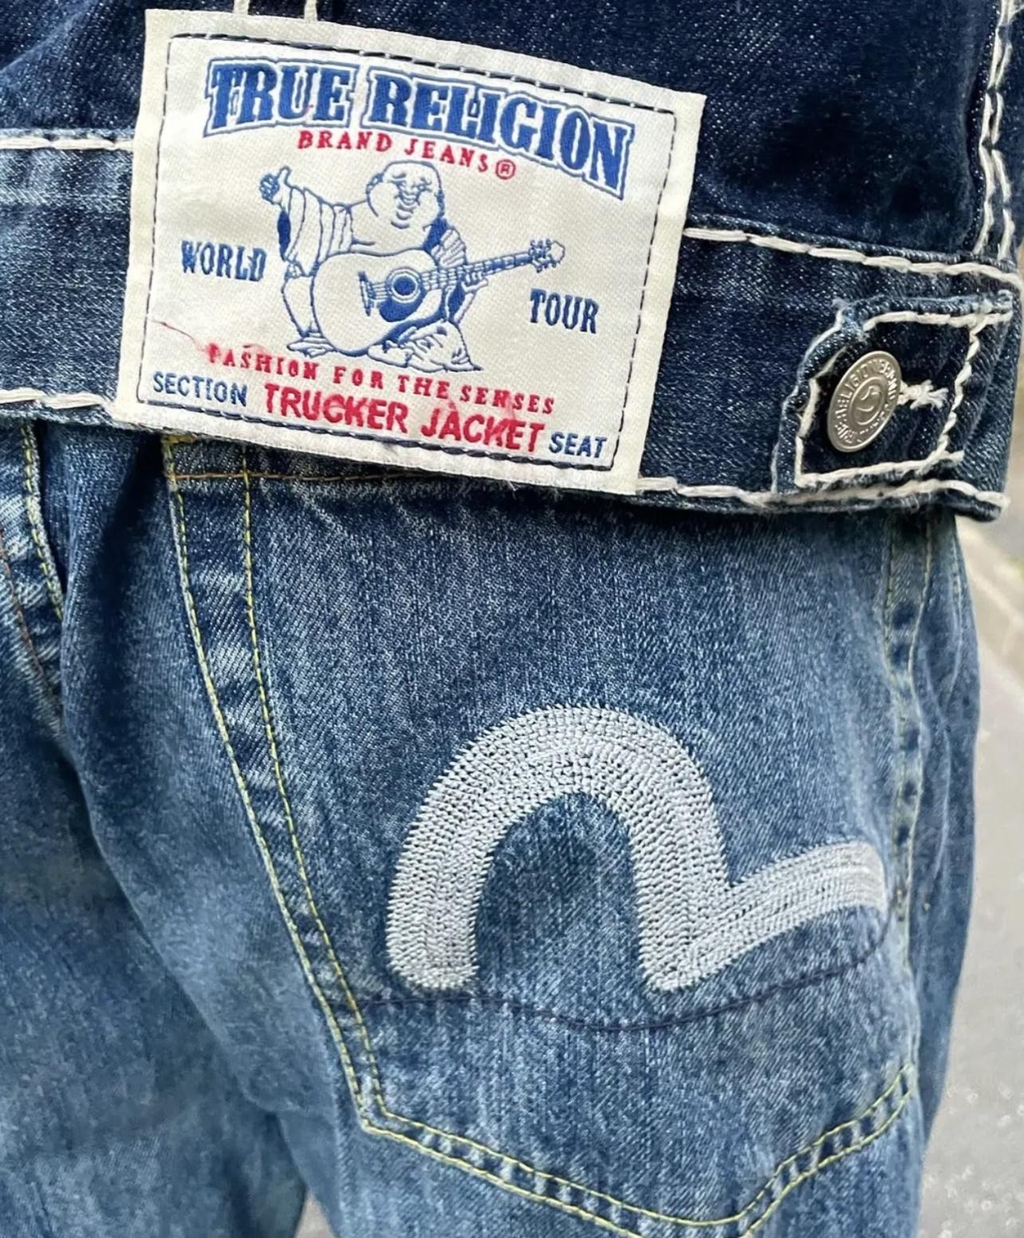 TRUE RELIGION
BRAND JEANS®
WORLD TOUR
FASHION FOR THE SENSES
SECTION TRUCKER JACKET SEAT